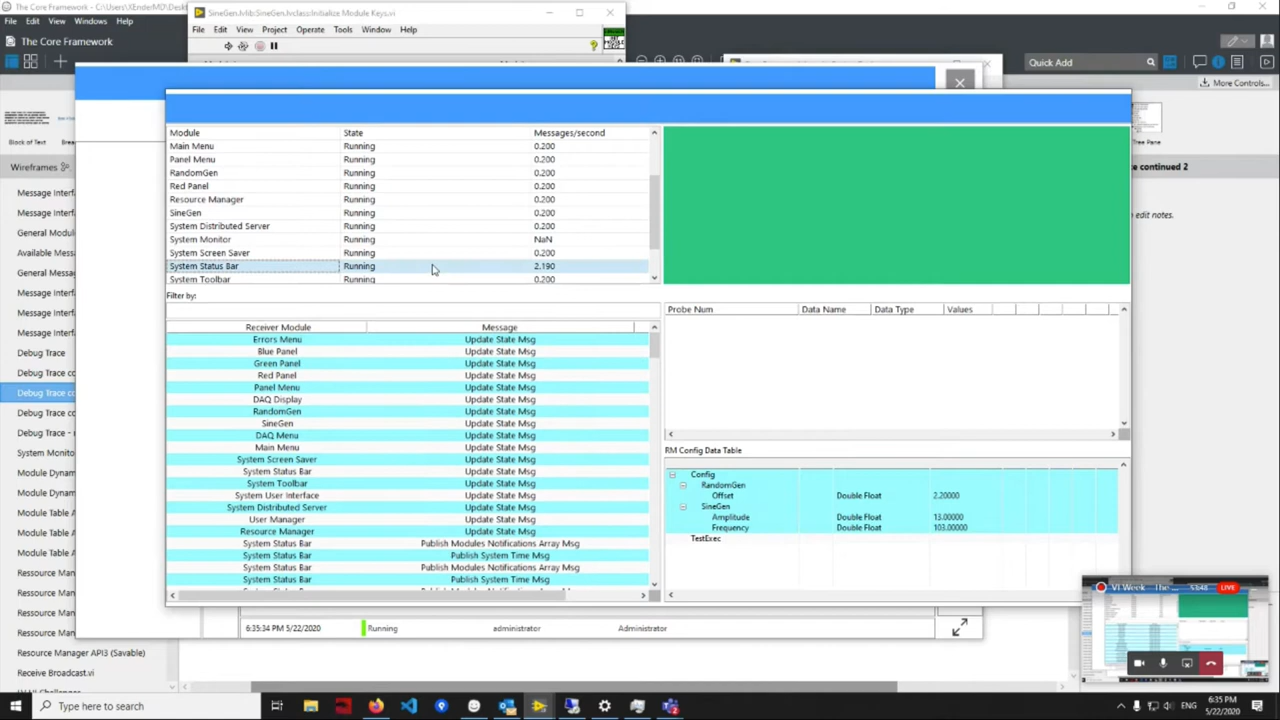 C:\Users\XEnderMD\Deskt
SineGen.lvlib:SineGen.lvclass:Initialize Module Keys.vi
File Edit View Windows Help
File Edit View Project Operate Tools Window Help
The Core Framework
Quick Add
More Controls...
Block of Text
Tree Pane
Wireframes
Message Interf
Message Interf
General Module
Available Messa
General Messag
Message Interf
Message Interf
Message Interf
Debug Trace
Debug Trace co
Debug Trace co
Debug Trace co
Debug Trace -
System Monito
Module Dynam
Module Dynam
Module Table A
Module Table A
Module Table A
Ressource Man
Resource Man
Resource Man
Resource Man
Resource Manager API3 (Savable)
Receive Broadcast.vi
Module State Messages/second
Main Menu Running 0.200
Panel Menu Running 0.200
RandomGen Running 0.200
Red Panel Running 0.200
Resource Manager Running 0.200
SineGen Running 0.200
System Distributed Server Running 0.200
System Monitor Running NaN
System Screen Saver Running 0.200
System Status Bar Running 2.190
System Toolbar Running 0.200
Filter by:
Receiver Module Message
Errors Menu Update State Msg
Blue Panel Update State Msg
Green Panel Update State Msg
Red Panel Update State Msg
Panel Menu Update State Msg
DAQ Display Update State Msg
RandomGen Update State Msg
SineGen Update State Msg
DAQ Menu Update State Msg
Main Menu Update State Msg
System Screen Saver Update State Msg
System Status Bar Update State Msg
System Toolbar Update State Msg
System User Interface Update State Msg
System Distributed Server Update State Msg
User Manager Update State Msg
Resource Manager Update State Msg
System Status Bar Publish Modules Notifications Array Msg
System Status Bar Publish System Time Msg
System Status Bar Publish Modules Notifications Array Msg
System Status Bar Publish System Time Msg
Probe Num Data Name Data Type Values
RM Config Data Table
Config
RandomGen
Offset Double Float 2.20000
SineGen
Amplitude Double Float 13.00000
Frequency Double Float 103.00000
TestExec
e continued 2
edit notes.
6:35:34 PM 5/22/2020 Running administrator Administrator
VI Week - The ... 53:48 LIVE
Type here to search
ENG
6:35 PM
5/22/2020